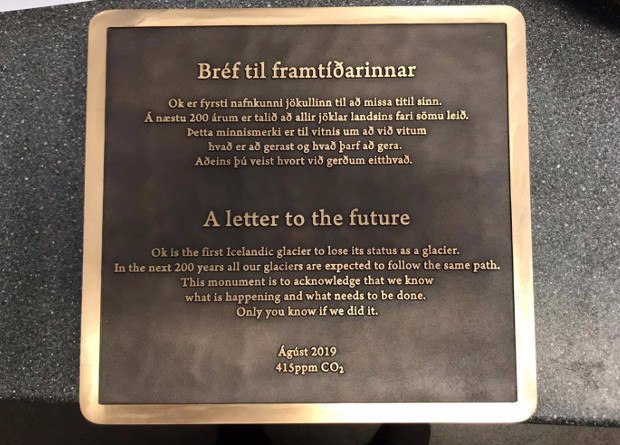 Bréf til framtíðarinnar
Ok er fyrsti nafnkunni jökullinn til að missa titil sinn.
Á næstu 200 árum er talið að allir jöklar landsins fari sömu leið.
Þetta minnismerki er til vitnis um að við vitum
hvað er að gerast og hvað þarf að gera.
Aðeins þú veist hvort við gerðum eitthvað.
A letter to the future
Ok is the first Icelandic glacier to lose its status as a glacier.
In the next 200 years all our glaciers are expected to follow the same path.
This monument is to acknowledge that we know
what is happening and what needs to be done.
Only you know if we did it.
Ágúst 2019
415ppm CO₂